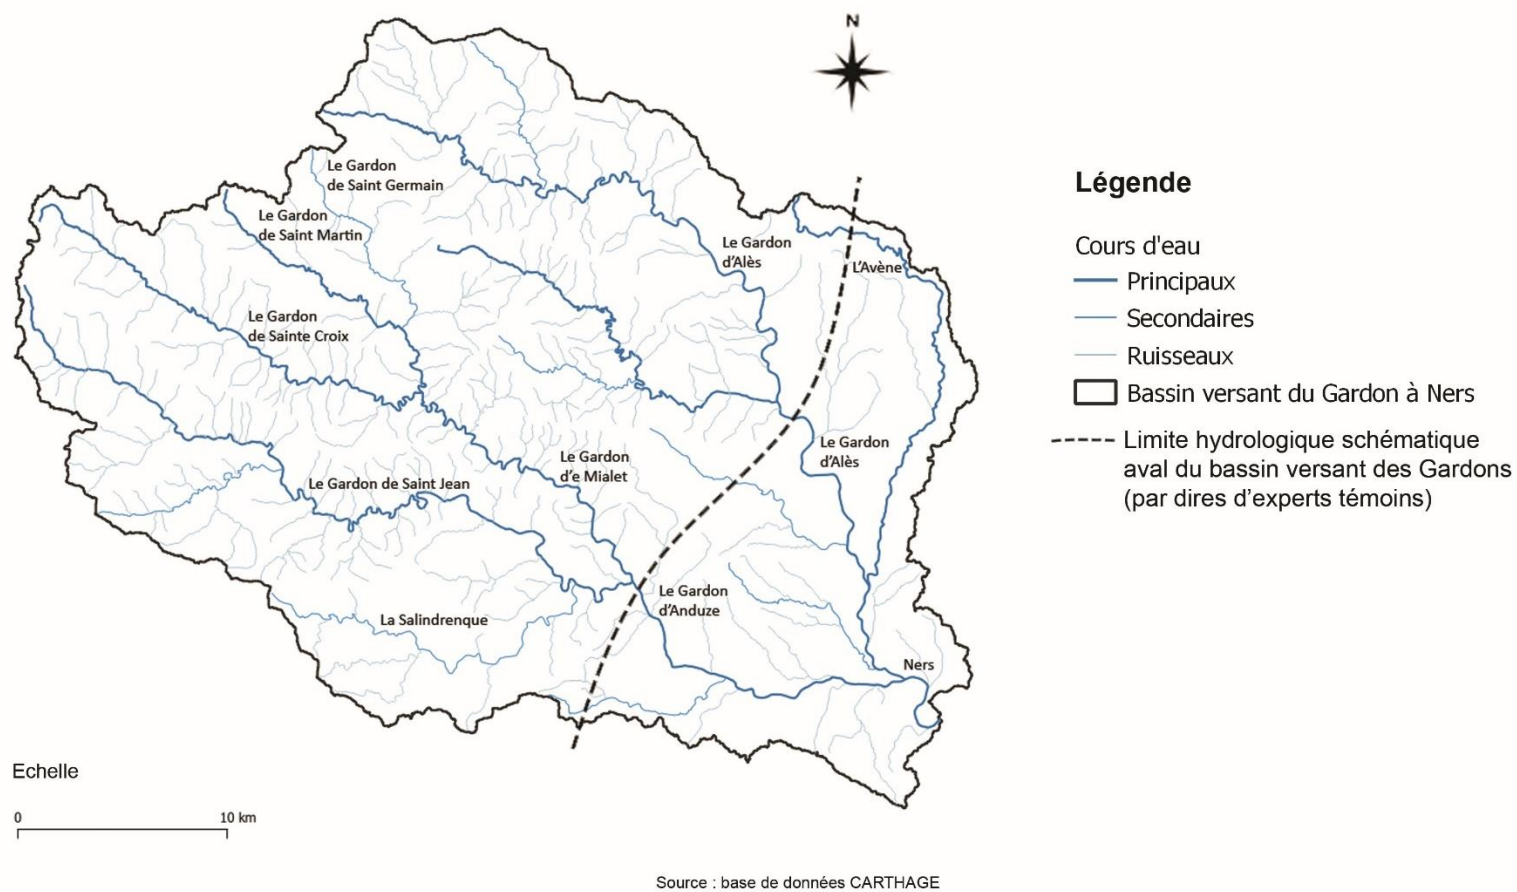 N
Le Gardon
de Saint Germain
Le Gardon
de Saint Martin
Le Gardon
d'Alès
L'Avène
Le Gardon
de Sainte Croix
Le Gardon
d'Alès
Le Gardon
d'e Mialet
Le Gardon de Saint Jean
Le Gardon
d'Anduze
La Salindrenque
Ners
Echelle
0 10 km
Légende
Cours d'eau
Principaux
Secondaires
Ruisseaux
Bassin versant du Gardon à Ners
Limite hydrologique schématique
aval du bassin versant des Gardons
(par dires d'experts témoins)
Source : base de données CARTHAGE